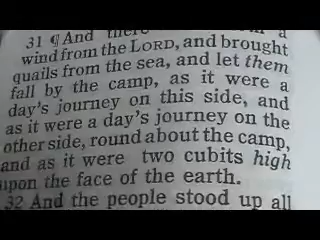 31 ¶ And there a
wind from the LORD, and brought
quails from the sea, and let them
fall by the camp, as it were a
day's journey on this side, and
as it were a day's journey on the
other side, round about the camp,
and as it were two cubits high
upon the face of the earth.
32 And the people stood up all